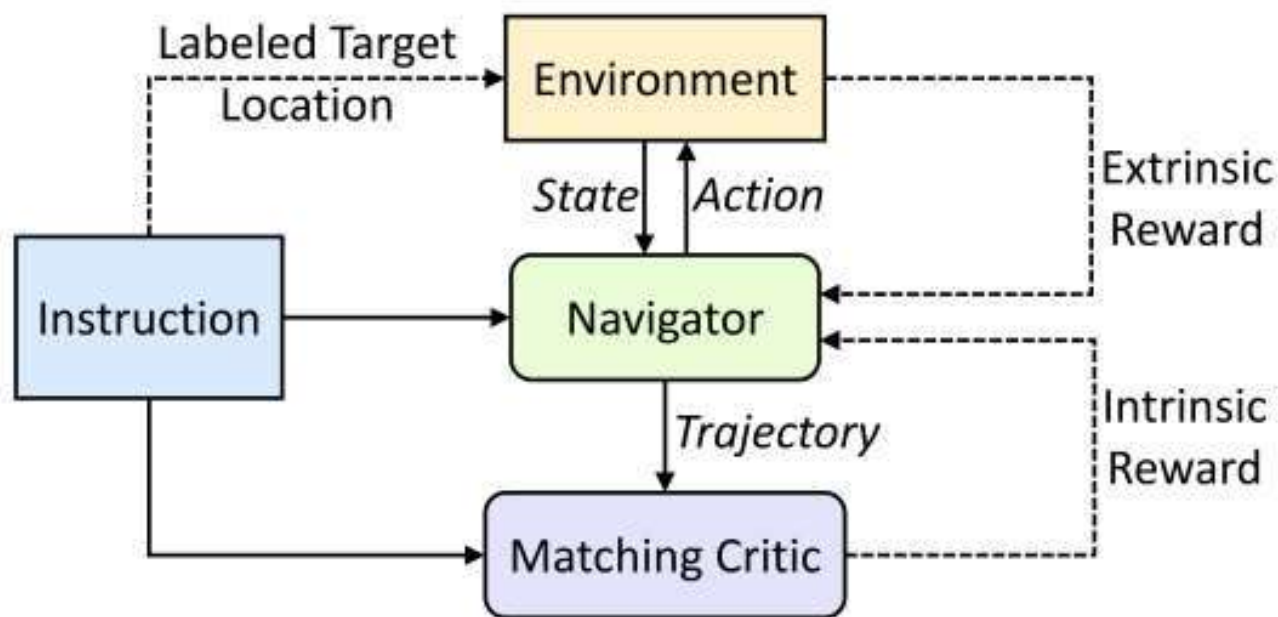 Labeled Target
Location
Environment
State
Action
Extrinsic
Reward
Instruction
Navigator
Trajectory
Intrinsic
Reward
Matching Critic